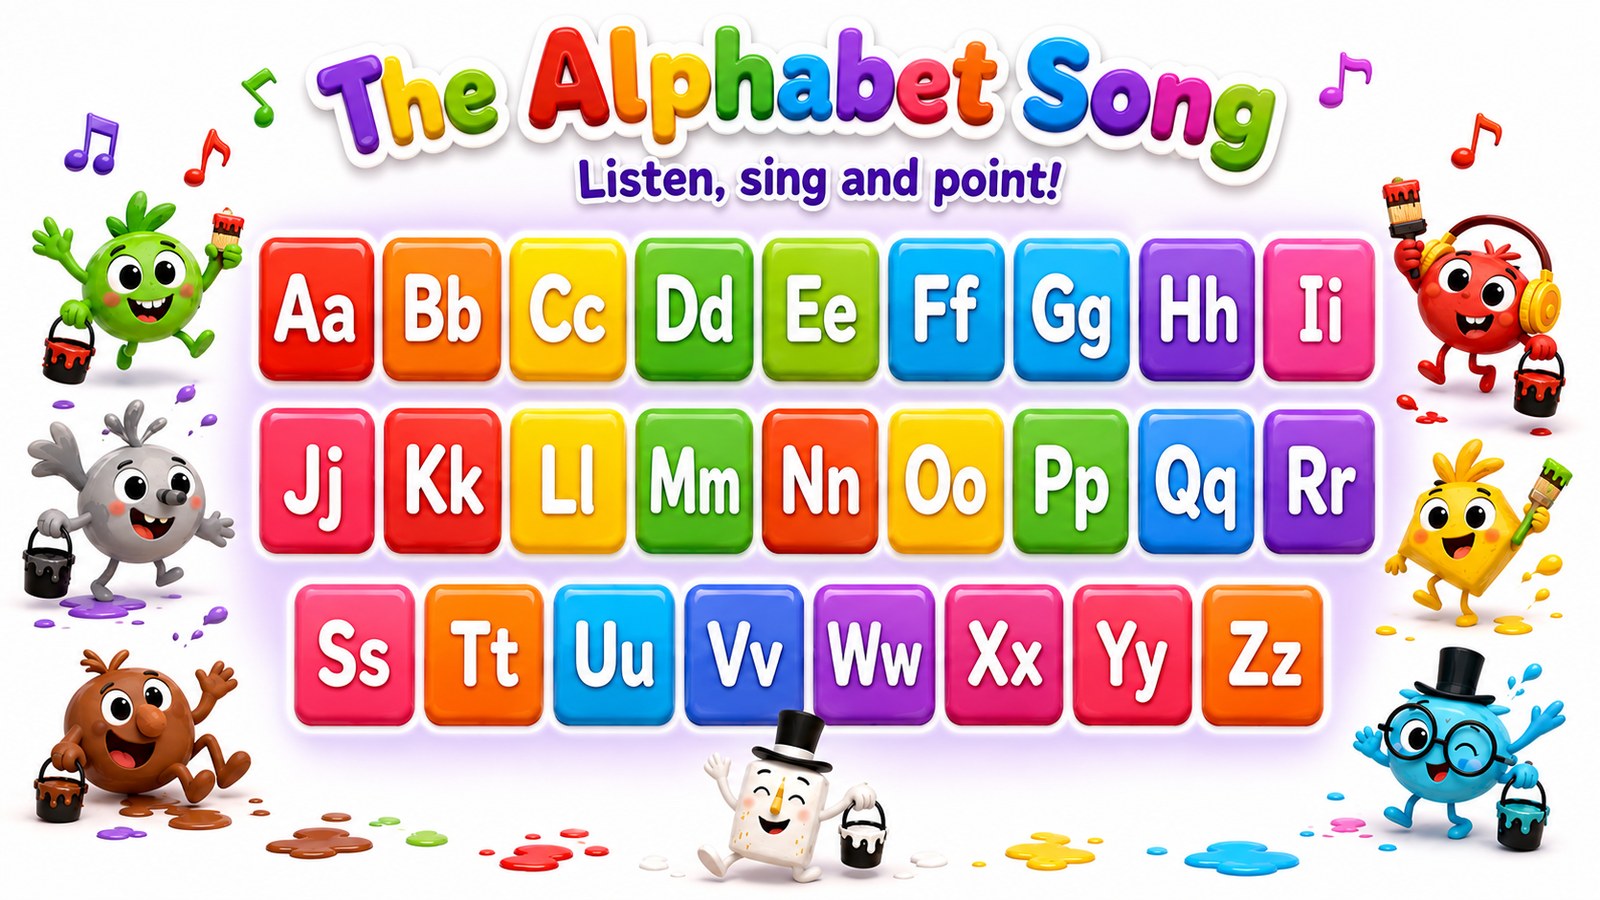 The Alphabet Song
Listen, sing and point!
Aa Bb Cc Dd Ee Ff Gg Hh Ii
Jj Kk Ll Mm Nn Oo Pp Qq Rr
Ss Tt Uu Vv Ww Xx Yy Zz